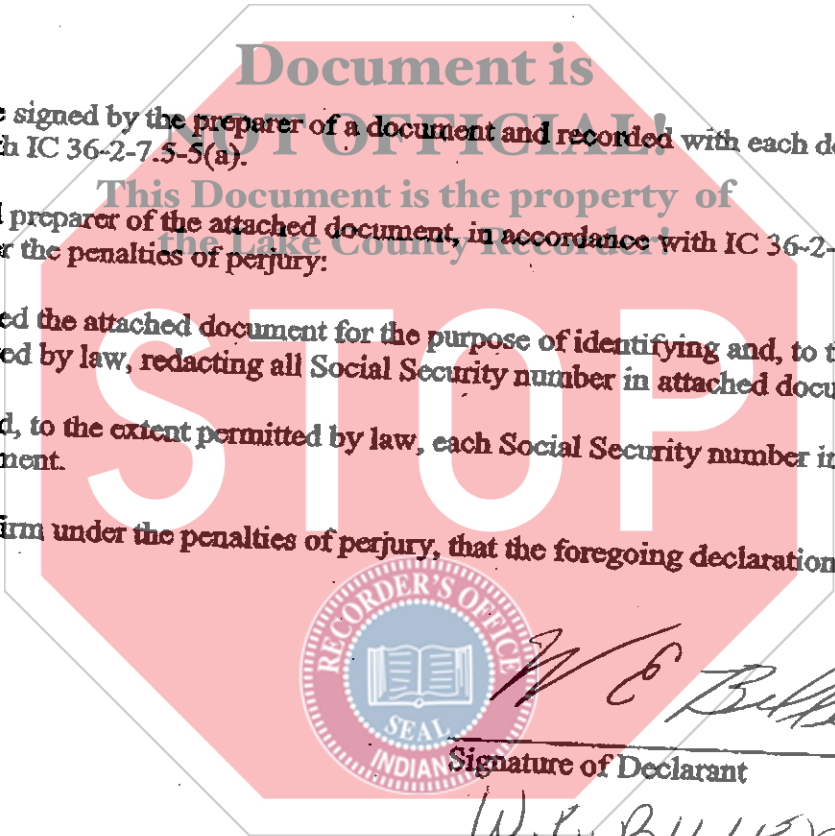 Document is
signed by the preparer of a document and recorded with each
NOT OFFICIAL!
IC 36-2-7.5-5(a).
This Document is the property of
preparer of the attached document, in accordance with IC 36-2-
the Lake County Recorder!
the penalties of perjury:
ed the attached document for the purpose of identifying and, to
ed by law, redacting all Social Security number in attached docu
STOP
d, to the extent permitted by law, each Social Security number in
ment.
irm under the penalties of perjury, that the foregoing declaration
RECORDER'S OFFICE
SEAL
INDIANA
W E
Signature of Declarant